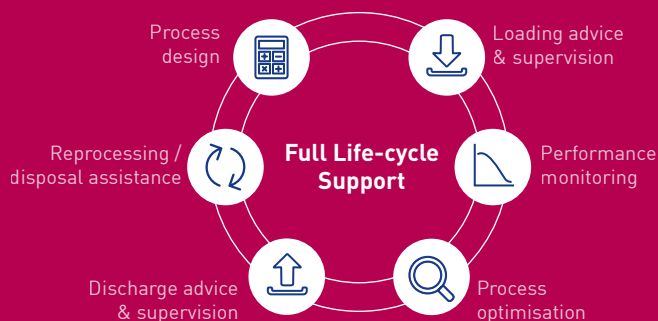 Process
design
Loading advice
& supervision
Reprocessing /
disposal assistance
Full Life-cycle
Support
Performance
monitoring
Discharge advice
& supervision
Process
optimisation